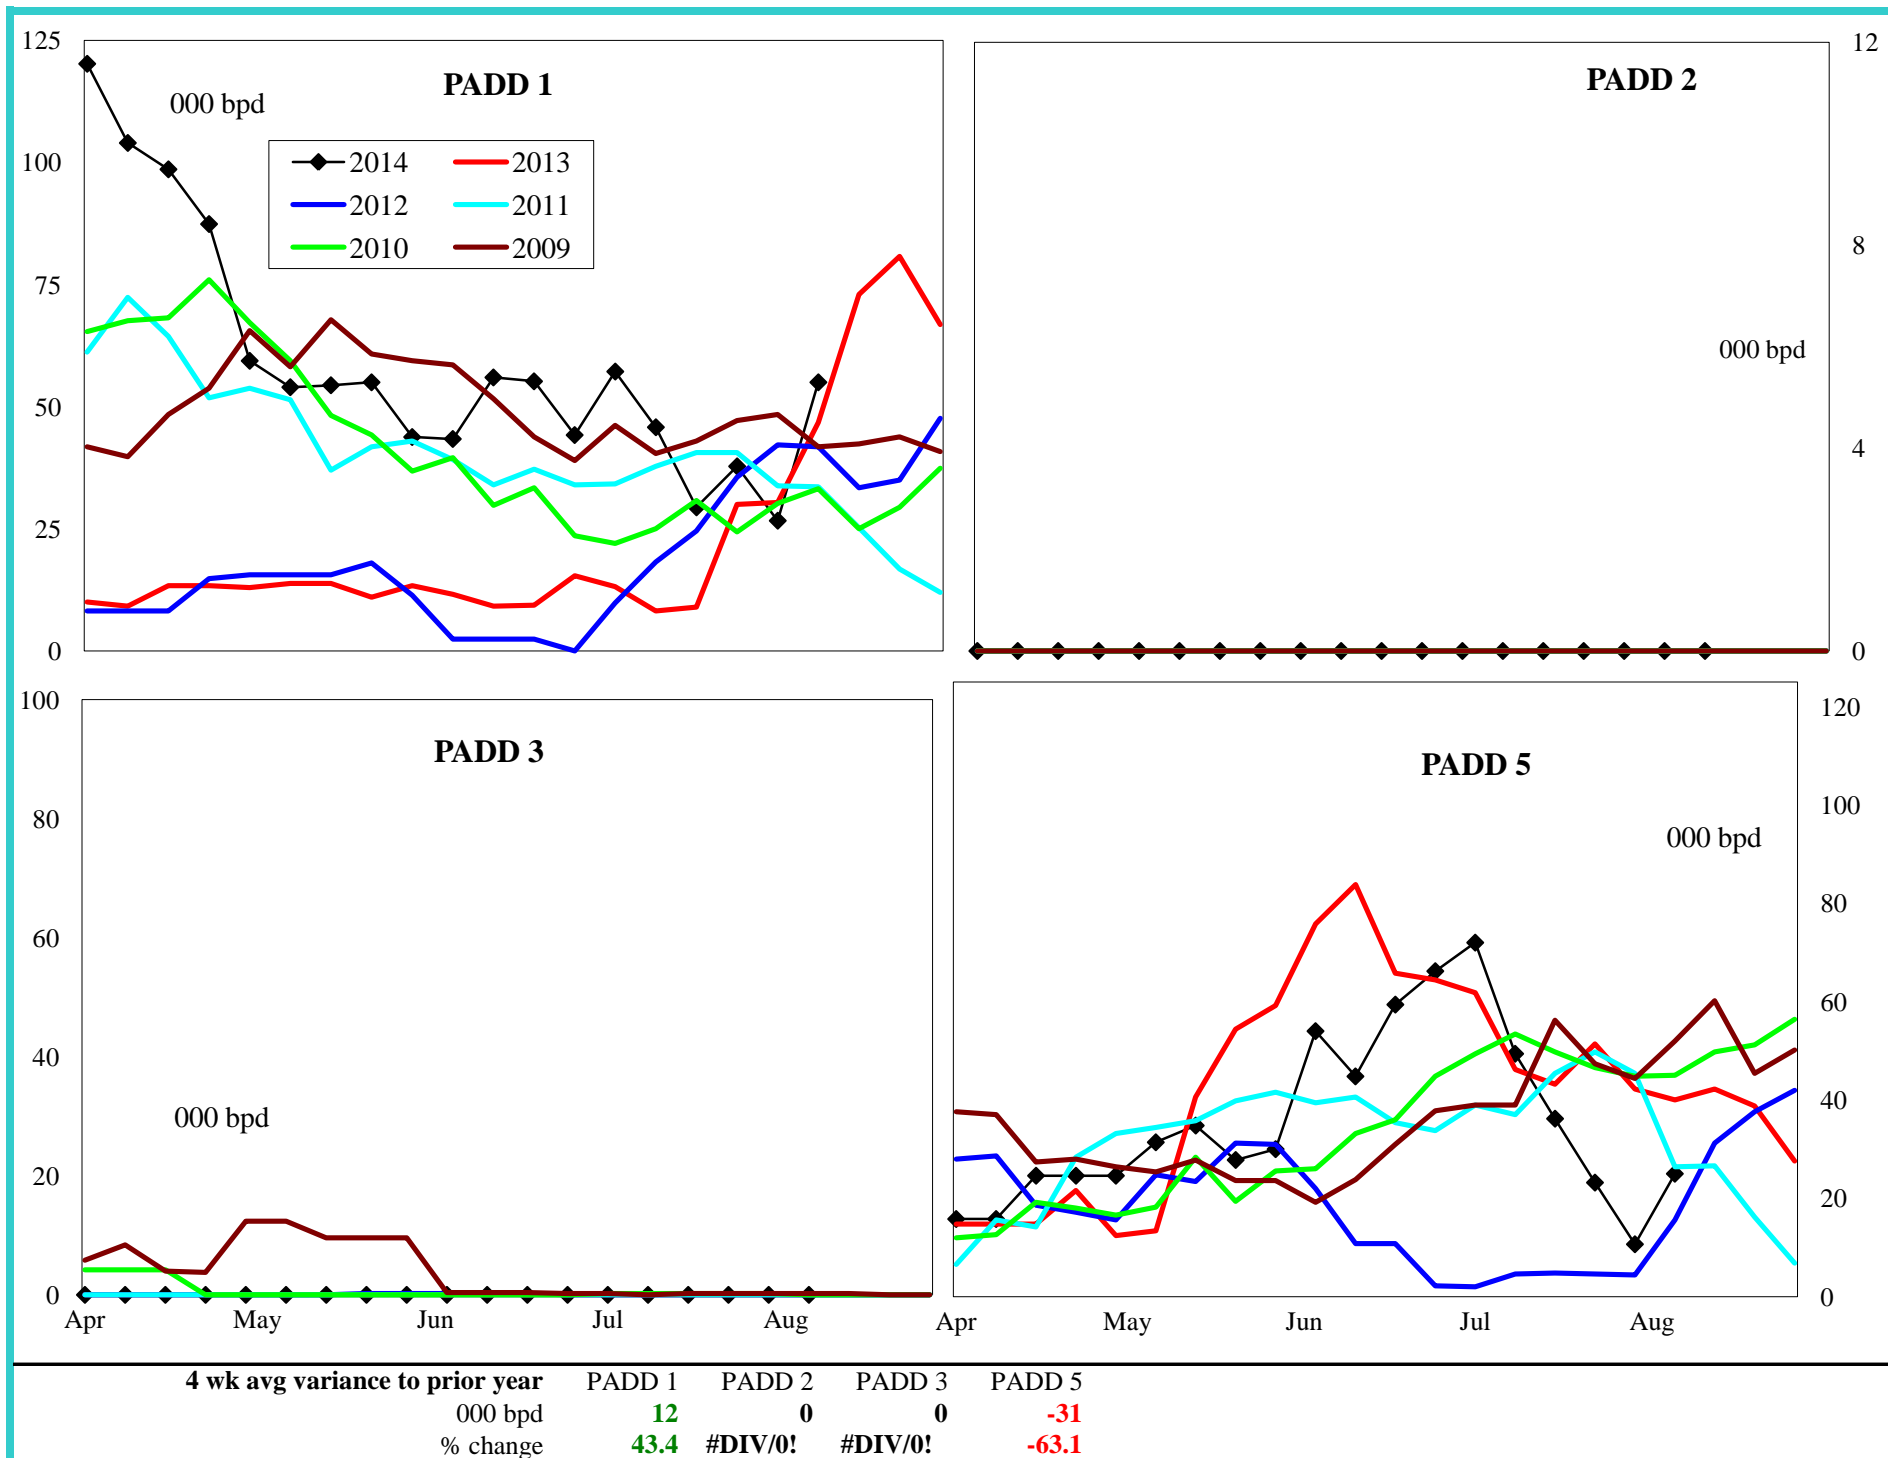 125
100
75
50
25
0
PADD 1
000 bpd
2014 2013
2012 2011
2010 2009
PADD 2
000 bpd
12
8
4
0
100
80
60
40
20
0
PADD 3
000 bpd
Apr May Jun Jul Aug
PADD 5
000 bpd
120
100
80
60
40
20
0
Apr May Jun Jul Aug
4 wk avg variance to prior year PADD 1 PADD 2 PADD 3 PADD 5
000 bpd 12 0 0 -31
% change 43.4 #DIV/0! #DIV/0! -63.1